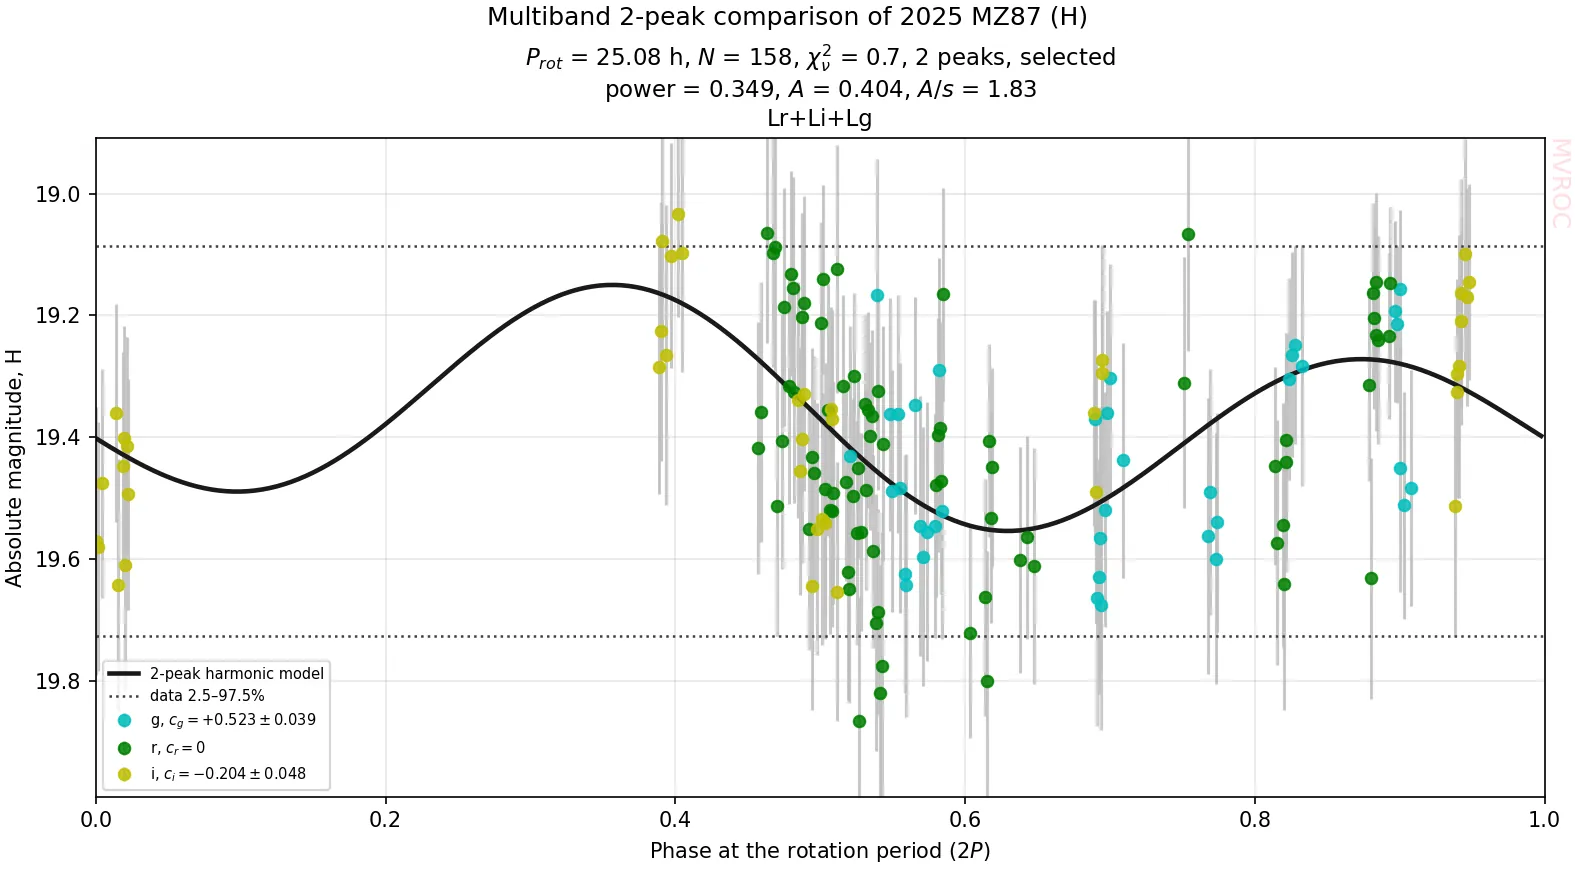 Multiband 2-peak comparison of 2025 MZ87 (H)
P_rot = 25.08 h, N = 158, χ²_ν = 0.7, 2 peaks, selected
power = 0.349, A = 0.404, A/s = 1.83
Lr+Li+Lg
MVROC
Absolute magnitude, H
19.0
19.2
19.4
19.6
19.8
2-peak harmonic model
data 2.5–97.5%
g, c_g = +0.523 ± 0.039
r, c_r = 0
i, c_i = −0.204 ± 0.048
0.0 0.2 0.4 0.6 0.8 1.0
Phase at the rotation period (2P)